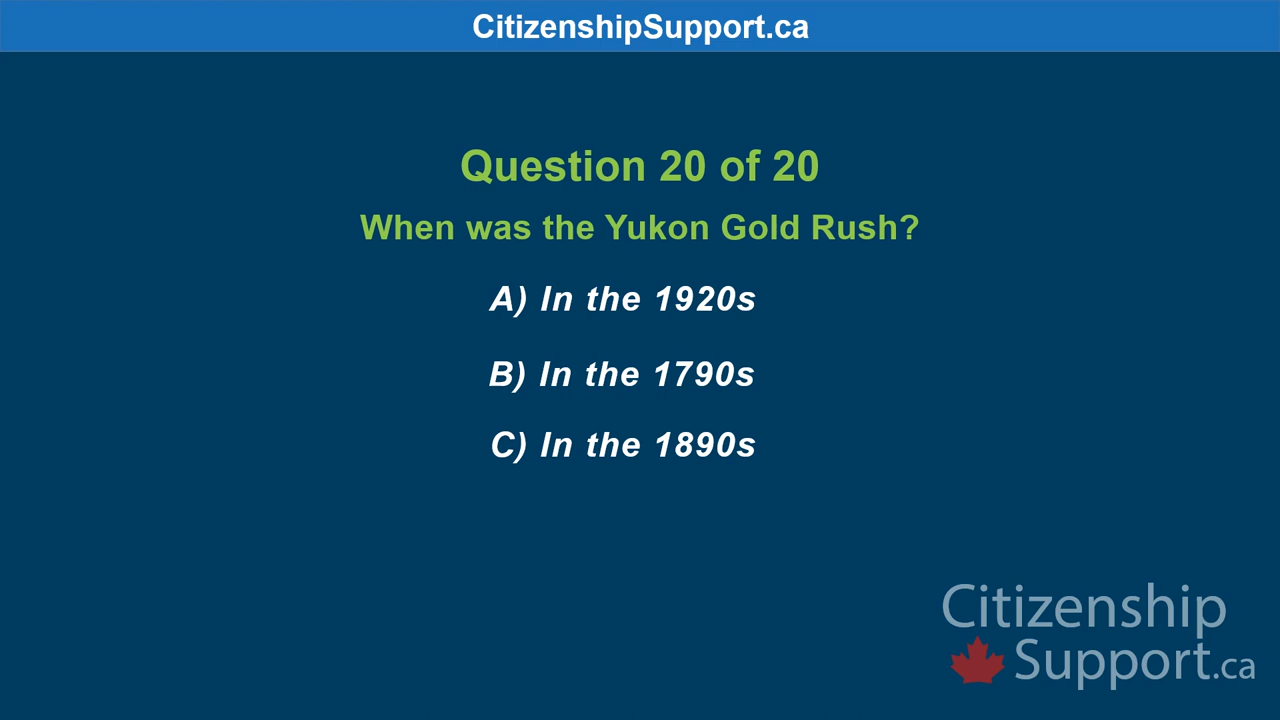 CitizenshipSupport.ca
Question 20 of 20
When was the Yukon Gold Rush?
A) In the 1920s
B) In the 1790s
C) In the 1890s
Citizenship
Support.ca